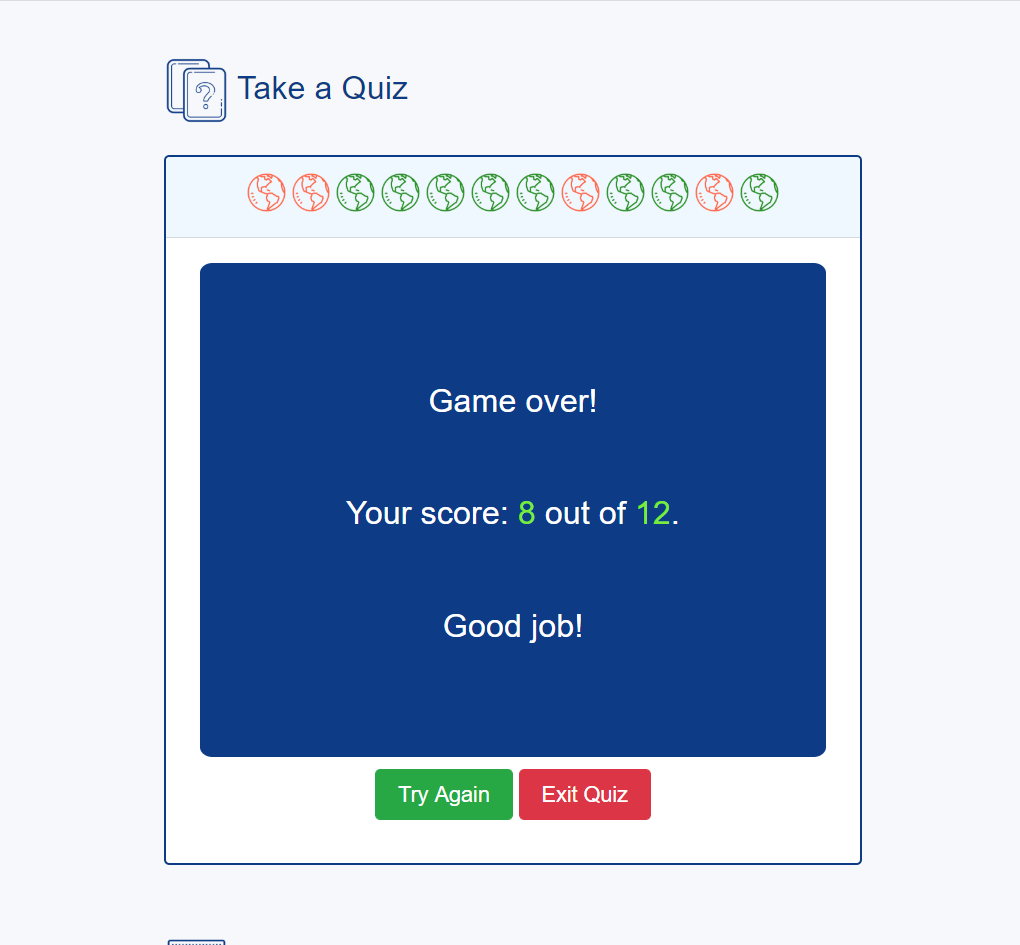 Take a Quiz
Game over!
Your score: 8 out of 12.
Good job!
Try Again
Exit Quiz